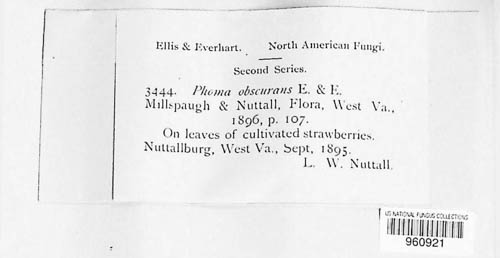 Ellis & Everhart. North American Fungi.
Second Series.
3444. Phoma obscurans E. & E.
Millspaugh & Nuttall, Flora, West Va.,
1896, p. 107.
On leaves of cultivated strawberries.
Nuttallburg, West Va., Sept, 1895.
L. W. Nuttall.
US NATIONAL FUNGUS COLLECTIONS
960921